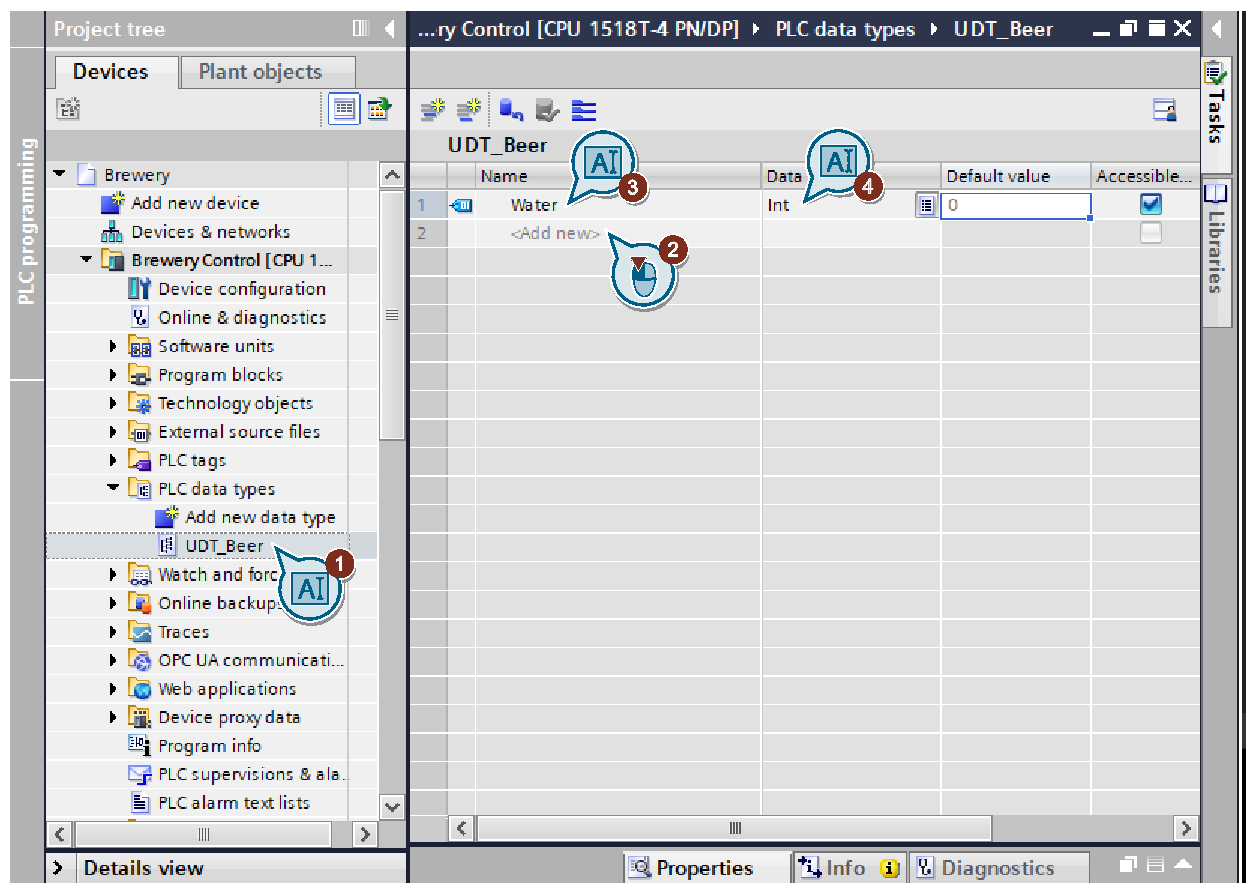 Project tree
...ry Control [CPU 1518T-4 PN/DP] ▸ PLC data types ▸ UDT_Beer
Devices
Plant objects
Tasks
Libraries
PLC programming
UDT_Beer
Name
Data
Default value
Accessible...
1
Water
Int
0
2
<Add new>
3
4
2
Brewery
Add new device
Devices & networks
Brewery Control [CPU 1...
Device configuration
Online & diagnostics
Software units
Program blocks
Technology objects
External source files
PLC tags
PLC data types
Add new data type
UDT_Beer
1
Watch and forc
Online backup
Traces
OPC UA communicati...
Web applications
Device proxy data
Program info
PLC supervisions & ala.
PLC alarm text lists
Details view
Properties
Info
Diagnostics